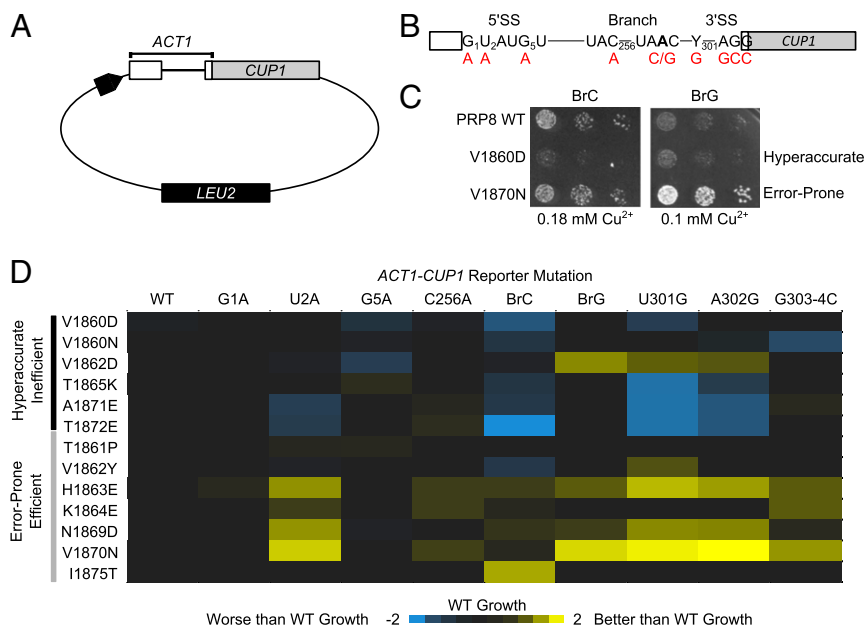 A
ACT1
CUP1
LEU2
B
5'SS Branch 3'SS
G1U2AUG5U UAC256UAAC Y301AGG CUP1
A A A A C/G G GCC
C
BrC BrG
PRP8 WT
V1860D Hyperaccurate
V1870N Error-Prone
0.18 mM Cu2+ 0.1 mM Cu2+
D
ACT1-CUP1 Reporter Mutation
WT G1A U2A G5A C256A BrC BrG U301G A302G G303-4C
Hyperaccurate
Inefficient
V1860D
V1860N
V1862D
T1865K
A1871E
T1872E
Error-Prone
Efficient
T1861P
V1862Y
H1863E
K1864E
N1869D
V1870N
I1875T
WT Growth
Worse than WT Growth -2 2 Better than WT Growth